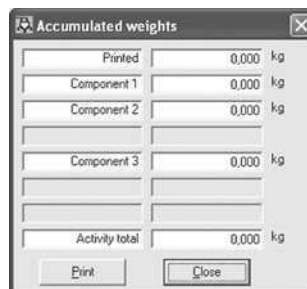 Accumulated weights
Printed 0,000 kg
Component 1 0,000 kg
Component 2 0,000 kg
Component 3 0,000 kg
Activity total 0,000 kg
Print Close